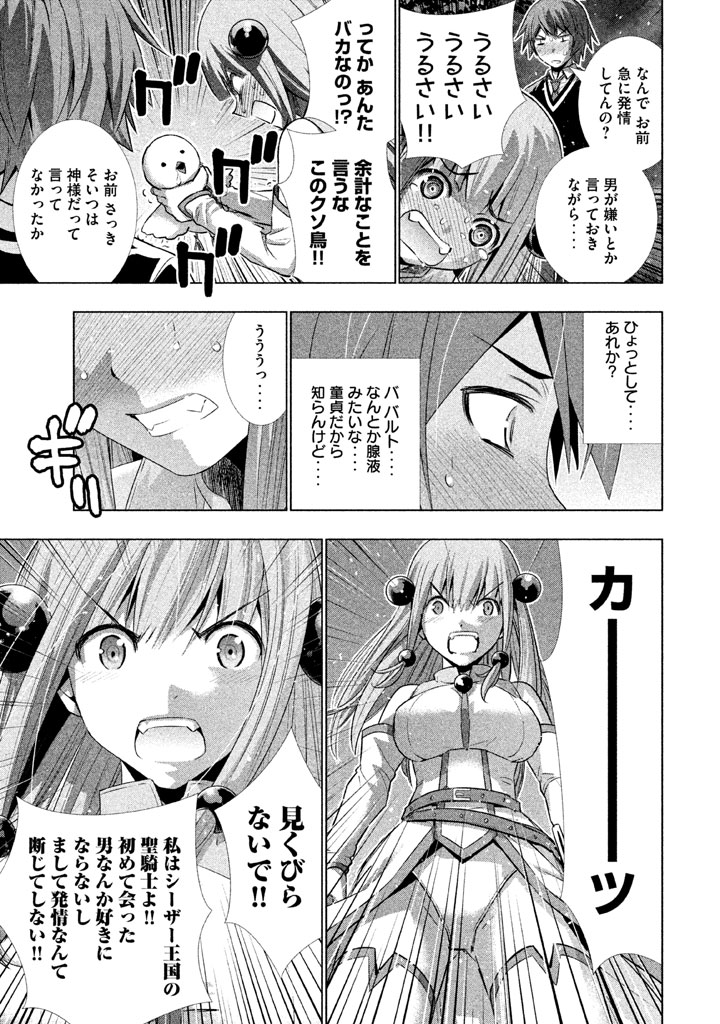 なんで お前
急に発情
してんの?
男が嫌いとか
言っておき
ながら・・・・
うるさい
うるさい
うるさい!!
ってか あんた
バカなのっ!?
余計なことを
言うな
このクソ鳥!!
ガク
ガク
お前 さっき
そいつは
神様だって
言って
なかったか
ひょっとして・・・・
あれか?
バ バルト・・・・
なんとか腺液
みたいな・・・
童貞だから
知らんけど・・・・
うううっ
・・・・
ギギ
カーーッ
見くびら
ないで!!
私はシーザー王国の
聖騎士よ!!
初めて会った
男なんか好きに
ならないし
まして発情なんて
断じてしない!!